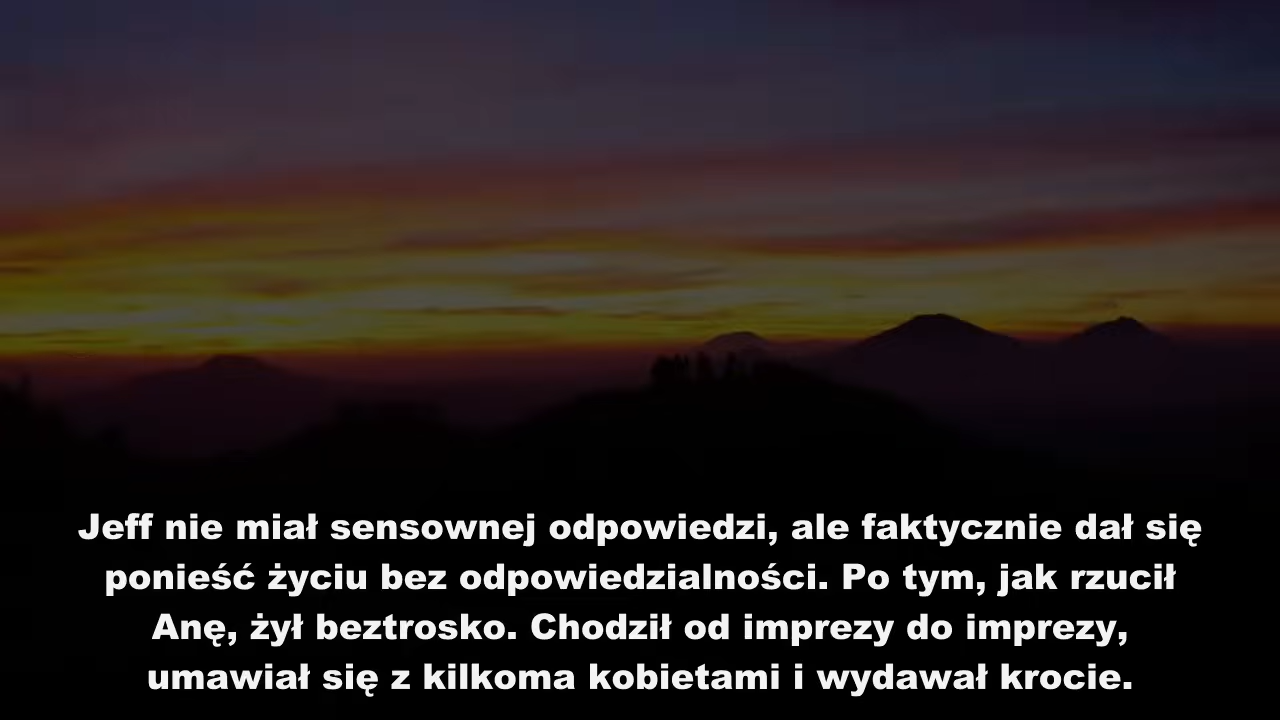 Jeff nie miał sensownej odpowiedzi, ale faktycznie dał się
ponieść życiu bez odpowiedzialności. Po tym, jak rzucił
Anę, żył beztrosko. Chodził od imprezy do imprezy,
umawiał się z kilkoma kobietami i wydawał krocie.